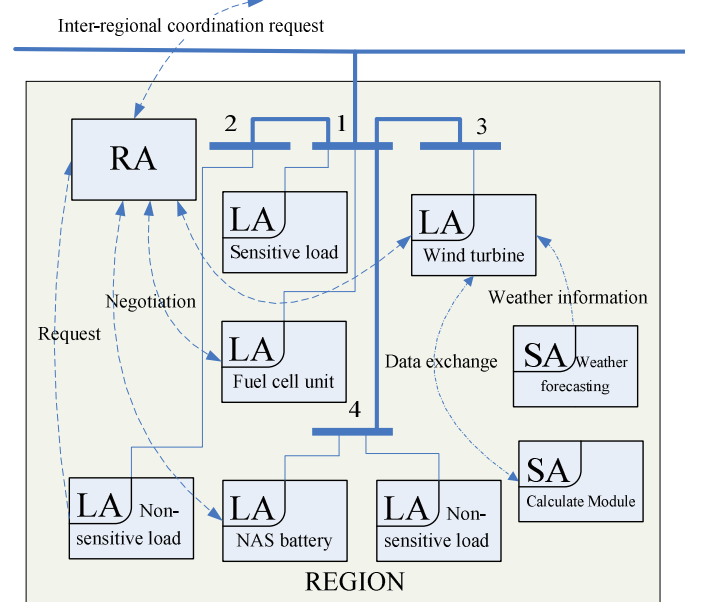 Inter-regional coordination request
2
1
3
RA
LA
Sensitive load
LA
Wind turbine
Negotiation
Weather information
Request
LA
Fuel cell unit
Data exchange
SA Weather
forecasting
4
SA
Calculate Module
LA Non-
sensitive load
LA
NAS battery
LA Non-
sensitive load
REGION